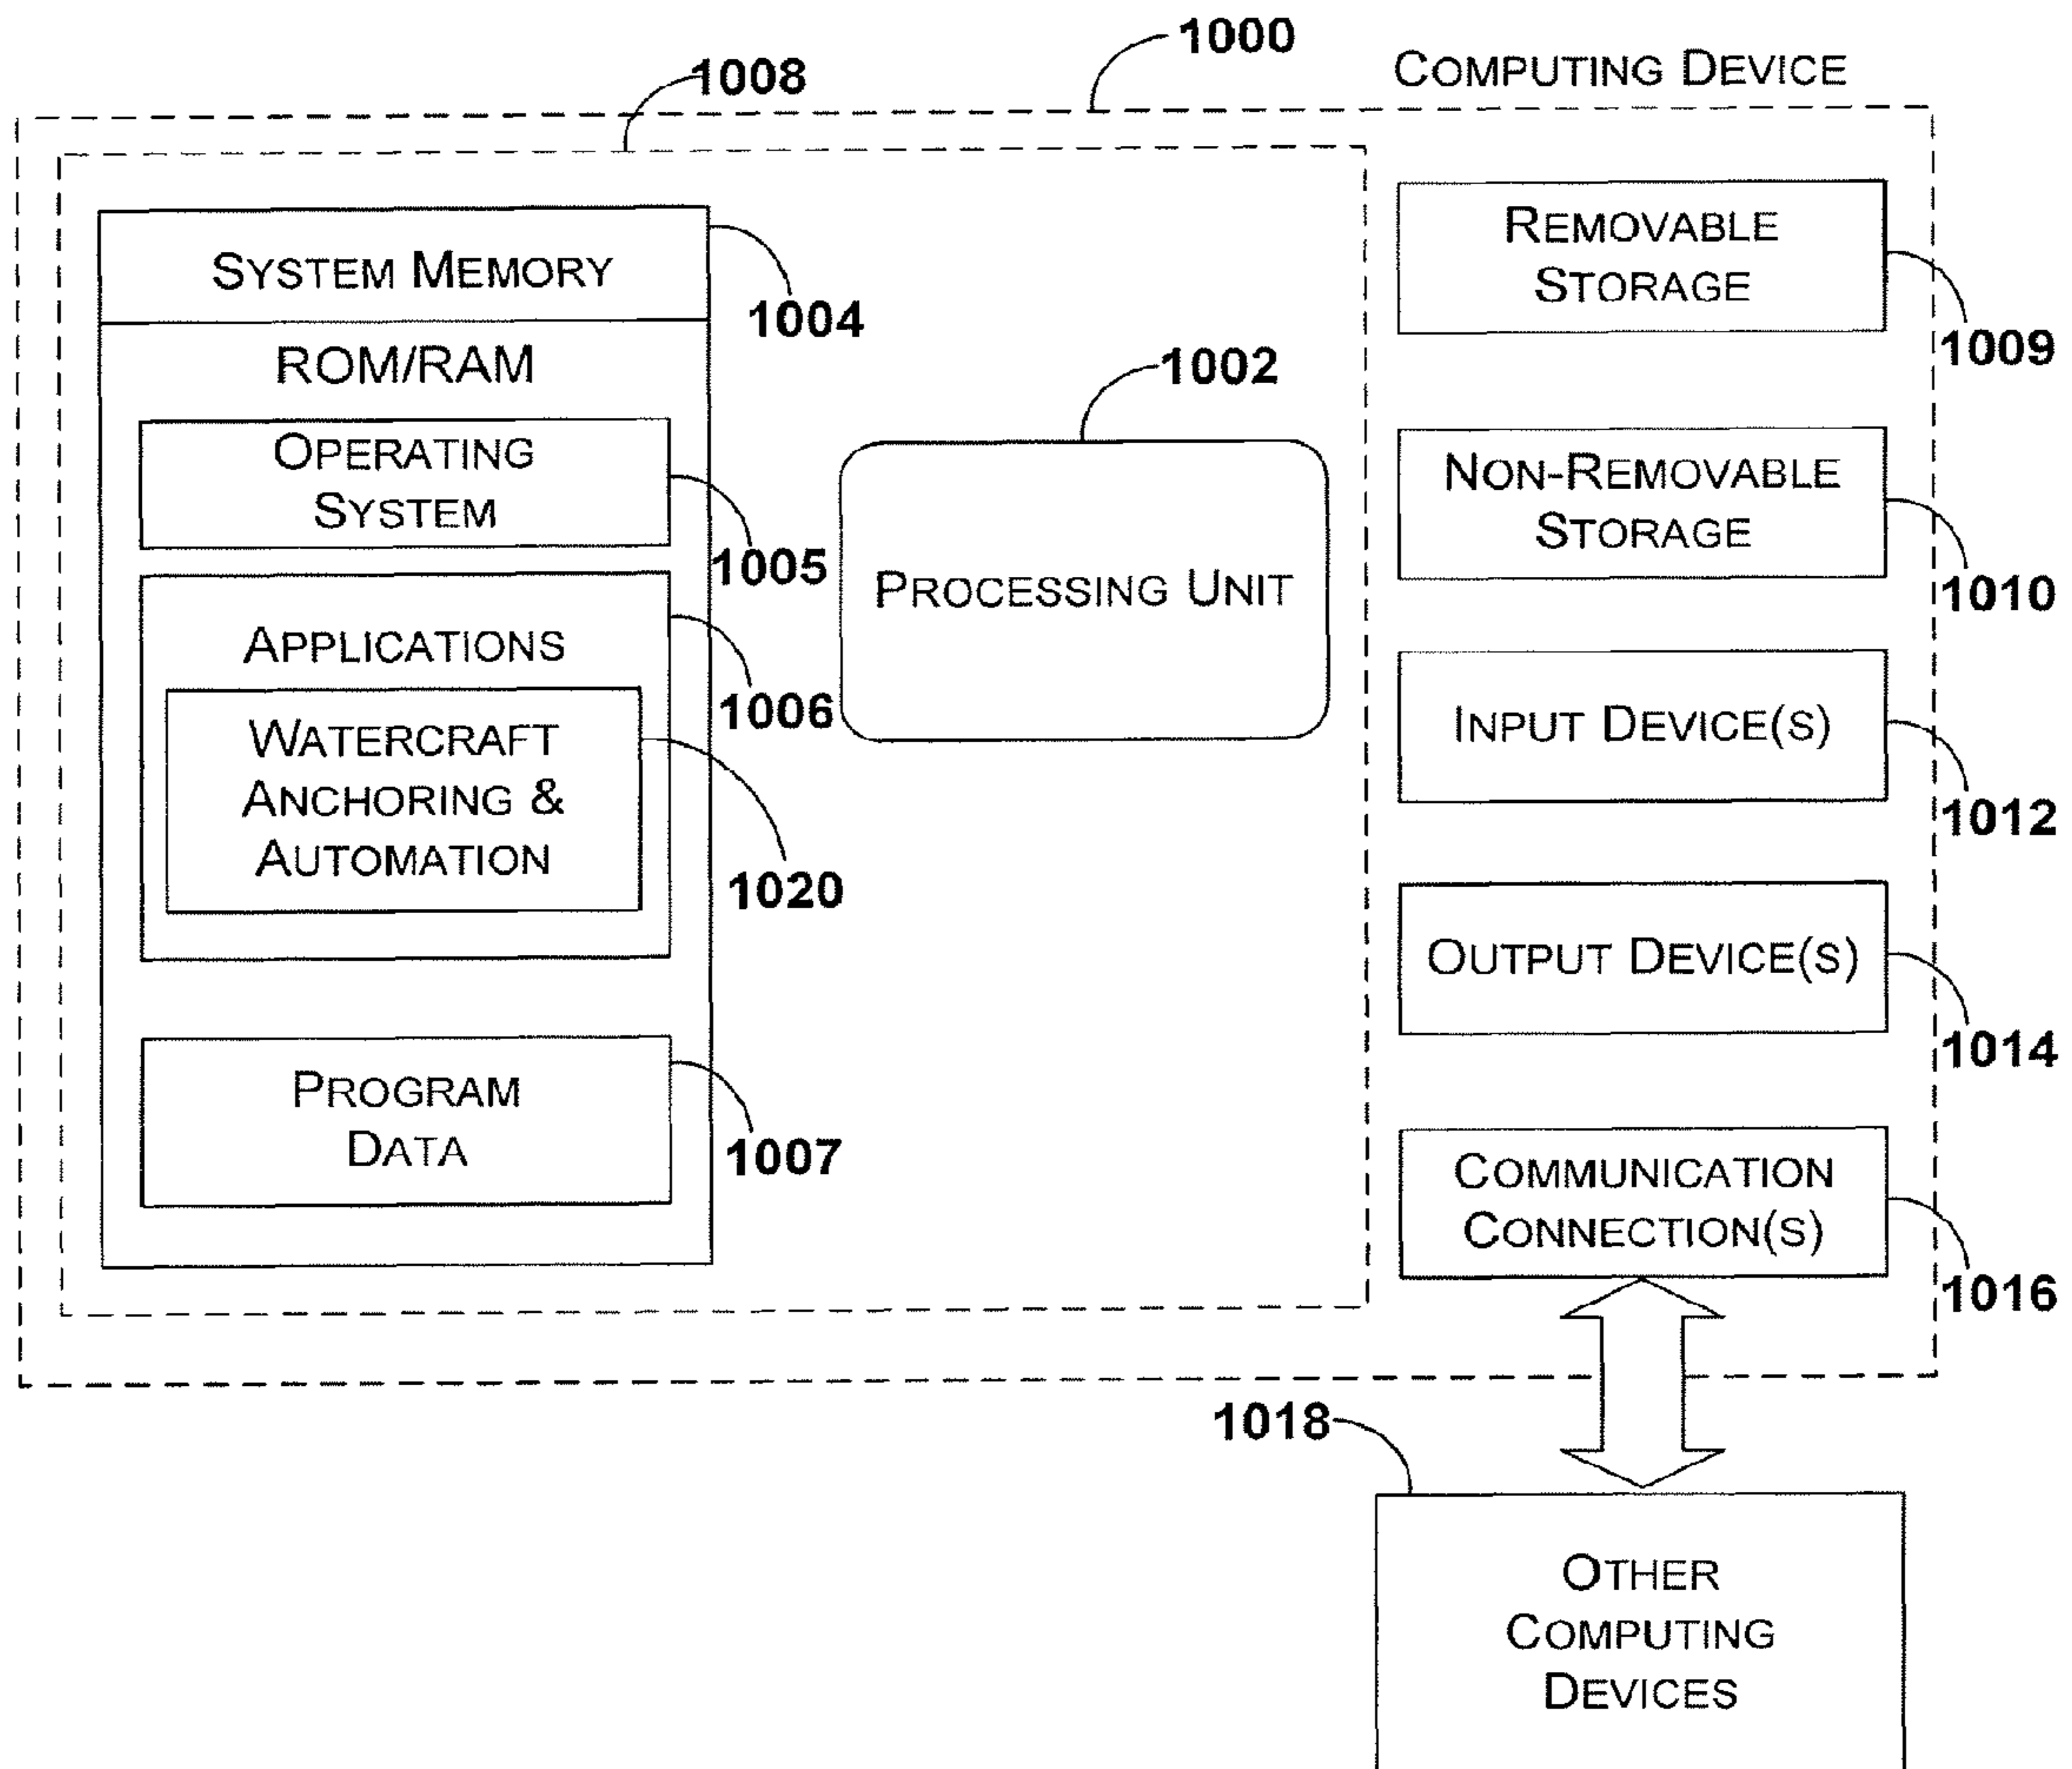 1000
COMPUTING DEVICE
1008
SYSTEM MEMORY
1004
ROM/RAM
OPERATING
SYSTEM
1005
APPLICATIONS
1006
WATERCRAFT
ANCHORING &
AUTOMATION
1020
PROGRAM
DATA
1007
1002
PROCESSING UNIT
REMOVABLE
STORAGE
1009
NON-REMOVABLE
STORAGE
1010
INPUT DEVICE(S)
1012
OUTPUT DEVICE(S)
1014
COMMUNICATION
CONNECTION(S)
1016
1018
OTHER
COMPUTING
DEVICES